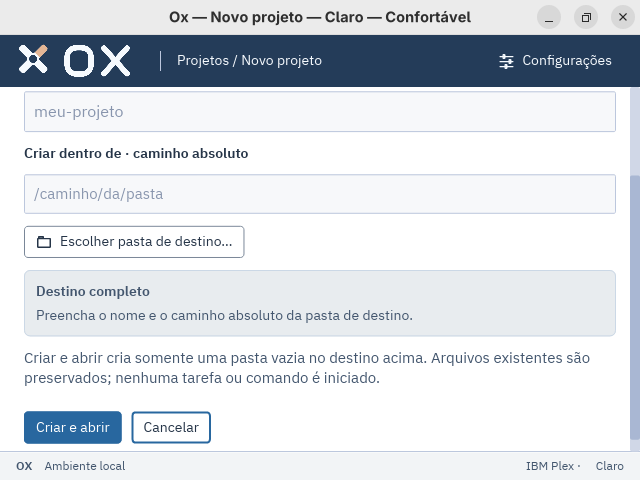 Ox — Novo projeto — Claro — Confortável
OX
Projetos / Novo projeto
Configurações
meu-projeto
Criar dentro de · caminho absoluto
/caminho/da/pasta
Escolher pasta de destino...
Destino completo
Preencha o nome e o caminho absoluto da pasta de destino.
Criar e abrir cria somente uma pasta vazia no destino acima. Arquivos existentes são
preservados; nenhuma tarefa ou comando é iniciado.
Criar e abrir
Cancelar
OX Ambiente local
IBM Plex · Claro